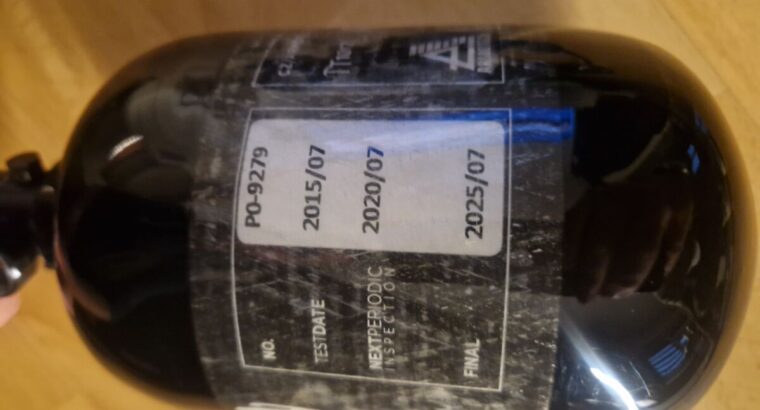 NO. PO-9279
TESTDATE 2015/07
NEXTPERIODIC 2020/07
INSPECTION
FINAL 2025/07